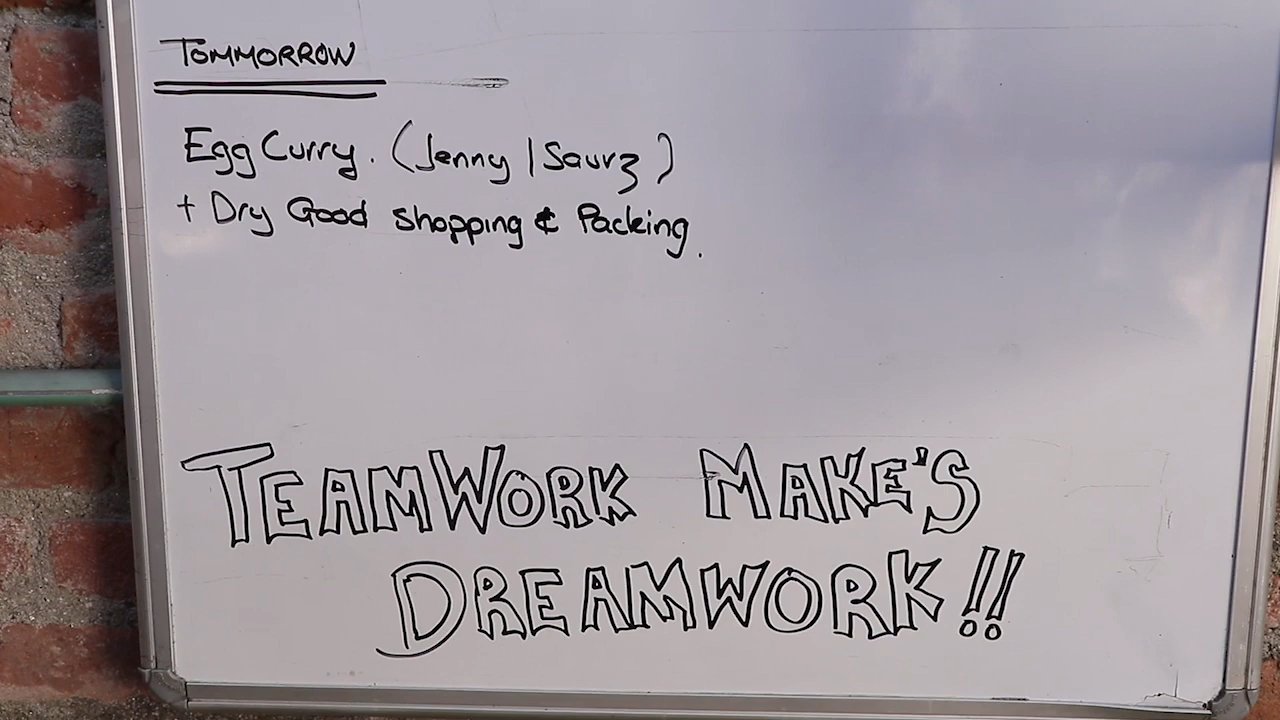 TOMMORROW
Egg Curry. (Jenny | Saurz)
+ Dry Good shopping & Packing.
TEAMWORK MAKE'S
DREAMWORK!!